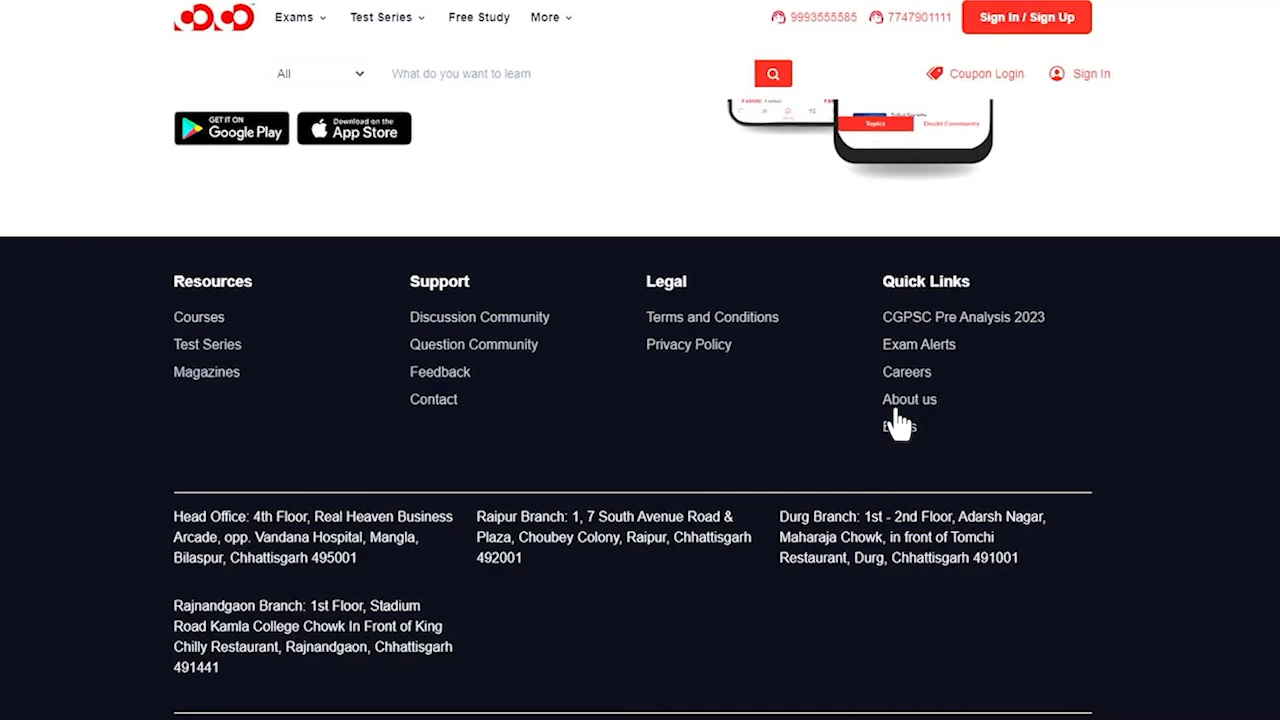 Exams
Test Series
Free Study
More
9993555585
7747901111
Sign In / Sign Up
All
What do you want to learn
Coupon Login
Sign In
GET IT ON
Google Play
Download on the
App Store
Topics
Doubt Community
Resources
Courses
Test Series
Magazines
Support
Discussion Community
Question Community
Feedback
Contact
Legal
Terms and Conditions
Privacy Policy
Quick Links
CGPSC Pre Analysis 2023
Exam Alerts
Careers
About us
Head Office: 4th Floor, Real Heaven Business
Arcade, opp. Vandana Hospital, Mangla,
Bilaspur, Chhattisgarh 495001
Raipur Branch: 1, 7 South Avenue Road &
Plaza, Choubey Colony, Raipur, Chhattisgarh
492001
Durg Branch: 1st - 2nd Floor, Adarsh Nagar,
Maharaja Chowk, in front of Tomchi
Restaurant, Durg, Chhattisgarh 491001
Rajnandgaon Branch: 1st Floor, Stadium
Road Kamla College Chowk In Front of King
Chilly Restaurant, Rajnandgaon, Chhattisgarh
491441